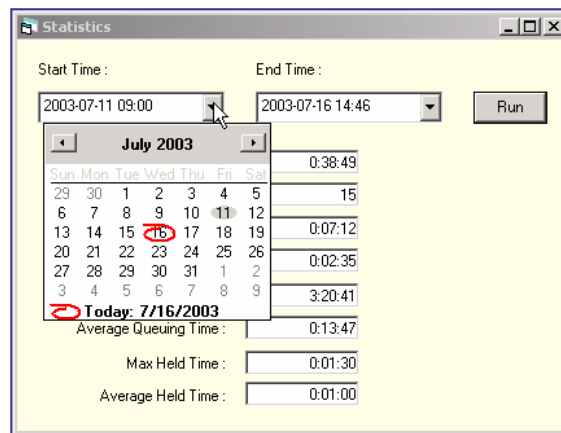 Statistics
Start Time :
End Time :
2003-07-11 09:00
2003-07-16 14:46
Run
July 2003
Sun Mon Tue Wed Thu Fri Sat
29 30 1 2 3 4 5
6 7 8 9 10 11 12
13 14 15 16 17 18 19
20 21 22 23 24 25 26
27 28 29 30 31 1 2
3 4 5 6 7 8 9
Today: 7/16/2003
0:38:49
15
0:07:12
0:02:35
3:20:41
Average Queuing Time : 0:13:47
Max Held Time : 0:01:30
Average Held Time : 0:01:00